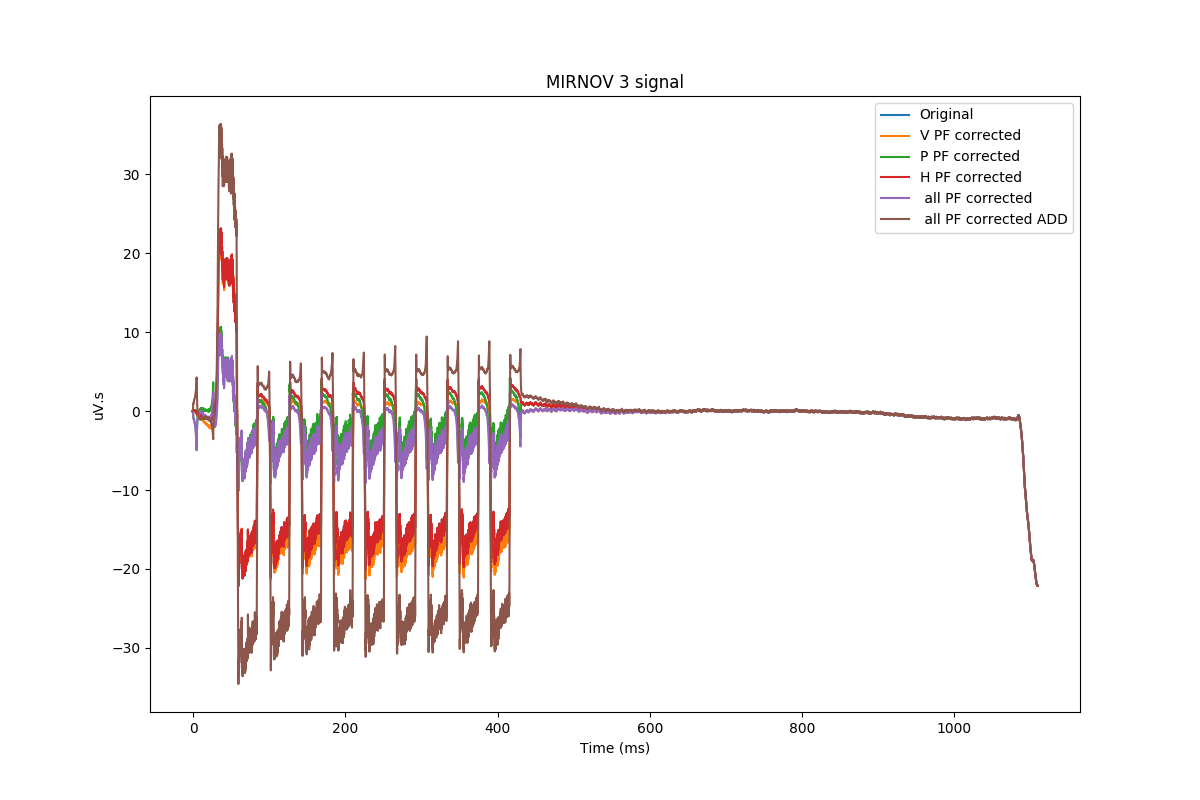 MIRNOV 3 signal
Original
V PF corrected
P PF corrected
H PF corrected
all PF corrected
all PF corrected ADD
30
20
10
0
−10
−20
−30
uV.s
0 200 400 600 800 1000
Time (ms)